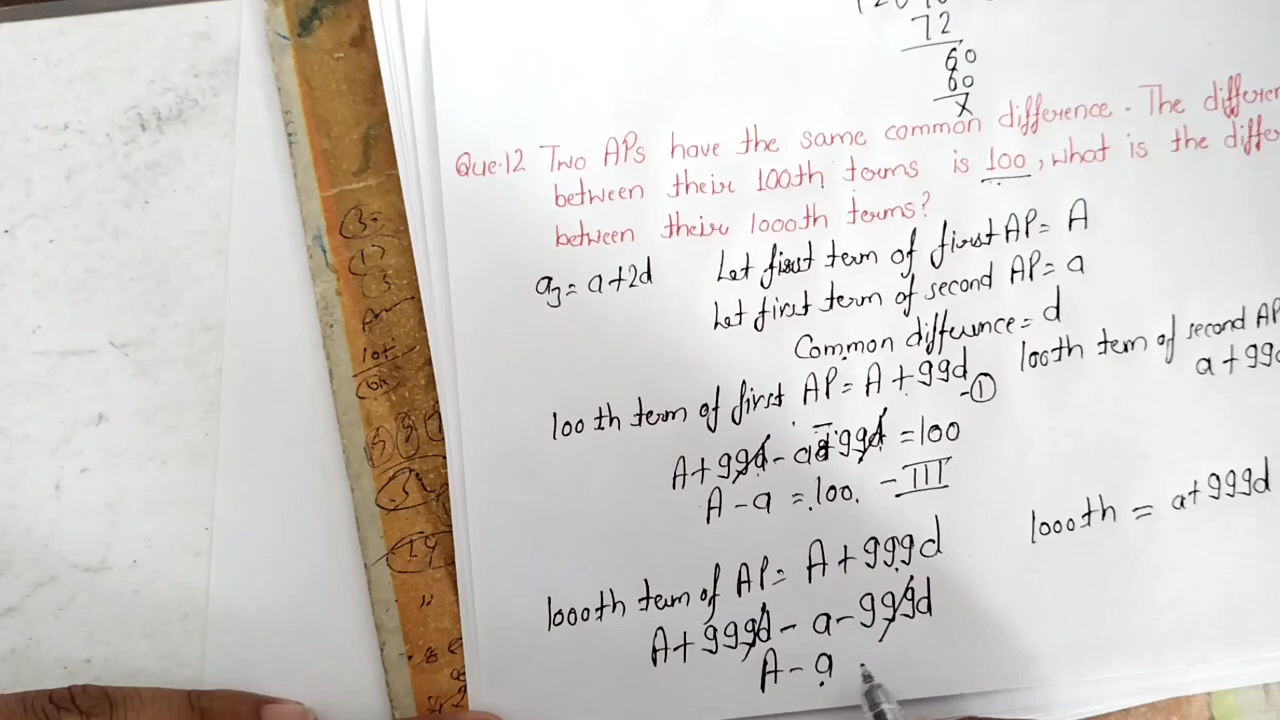 72
60
60
x
Que.12 Two APs have the same common difference. The differen
between their 100th terms is 100, what is the diffe
between their 1000th terms?
a3 = a+2d
Let first term of first AP = A
Let first term of second AP = a
Common difference = d
100th term of first AP = A + 99d -①
100th term of second AP
a + 99d
A + 99d - a - 99d = 100
A - a = 100. - III
1000th term of AP = A + 999d
1000th = a + 999d
A + 999d - a - 999d
A - a